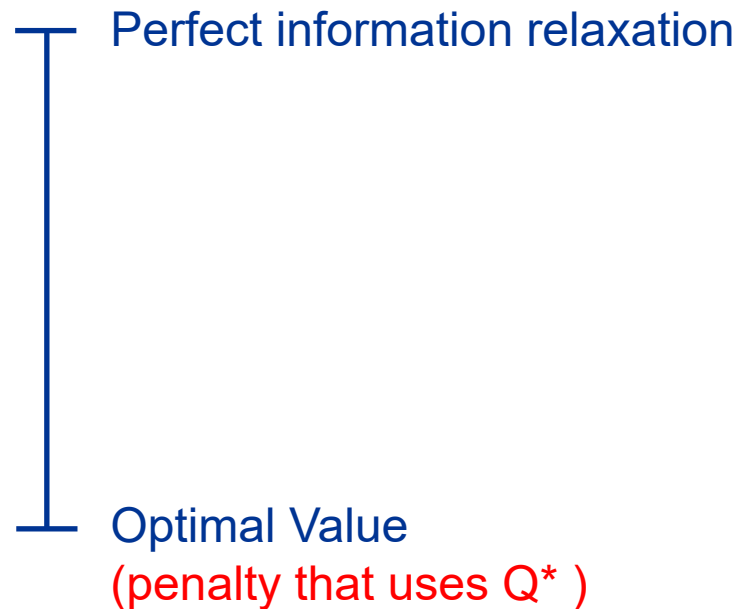 Perfect information relaxation
Optimal Value
(penalty that uses Q* )